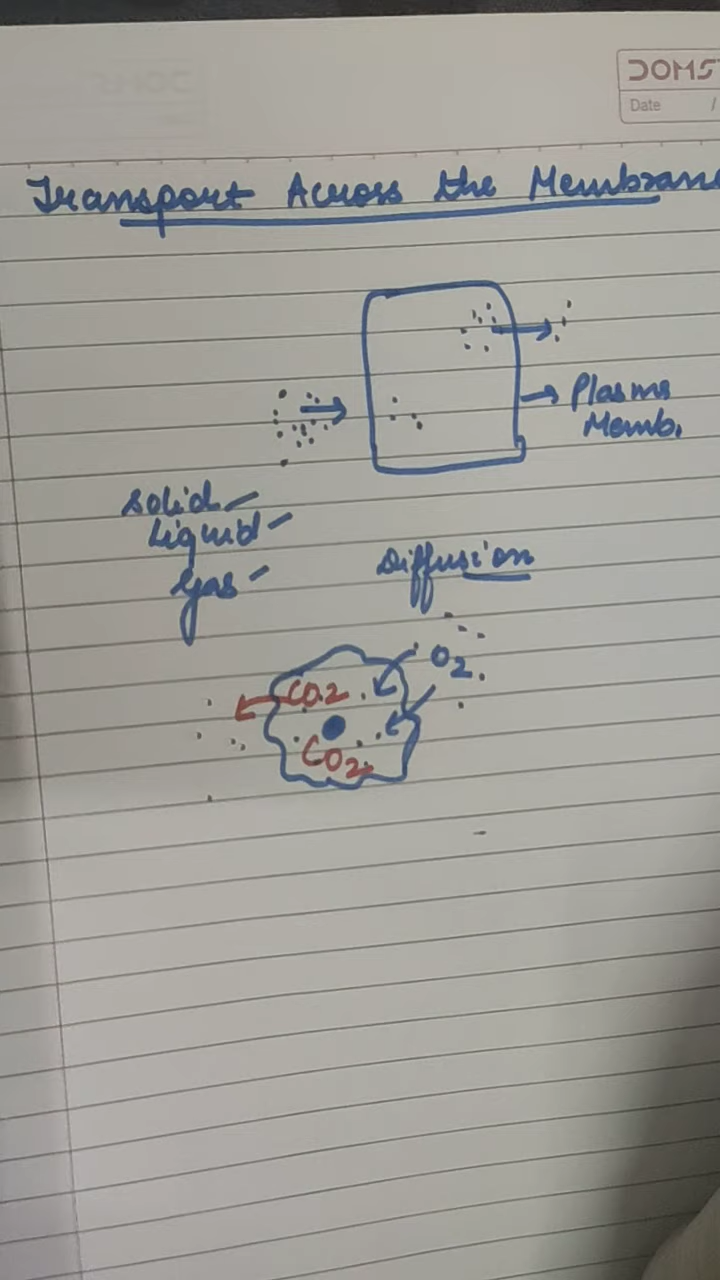 DOMS
Date /
Transport Across the Membrane
Plasma
Memb.
Solid
Liquid
Gas
Diffusion
O2
CO2
CO2